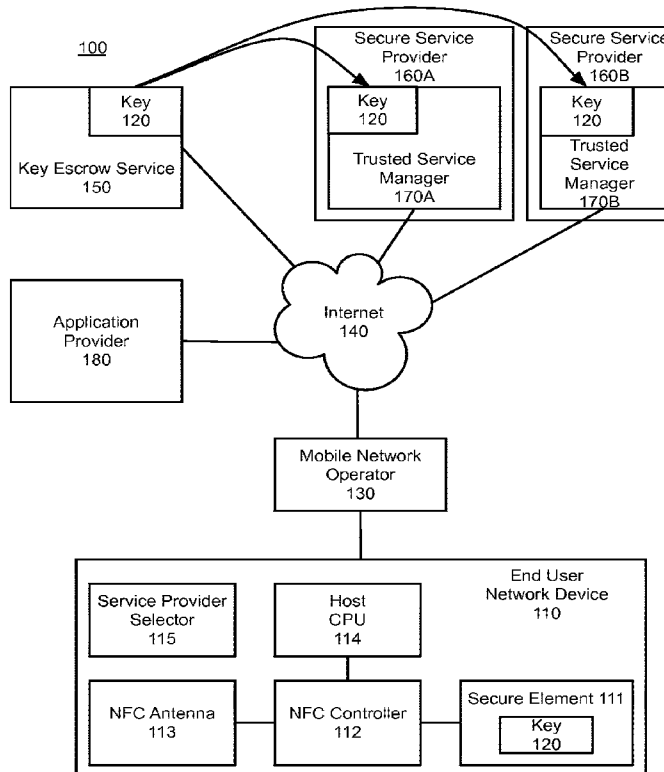 100
Secure Service
Provider
160A
Secure Service
Provider
160B
Key
120
Key Escrow Service
150
Key
120
Trusted Service
Manager
170A
Key
120
Trusted
Service
Manager
170B
Application
Provider
180
Internet
140
Mobile Network
Operator
130
End User
Network Device
110
Service Provider
Selector
115
Host
CPU
114
NFC Antenna
113
NFC Controller
112
Secure Element 111
Key
120